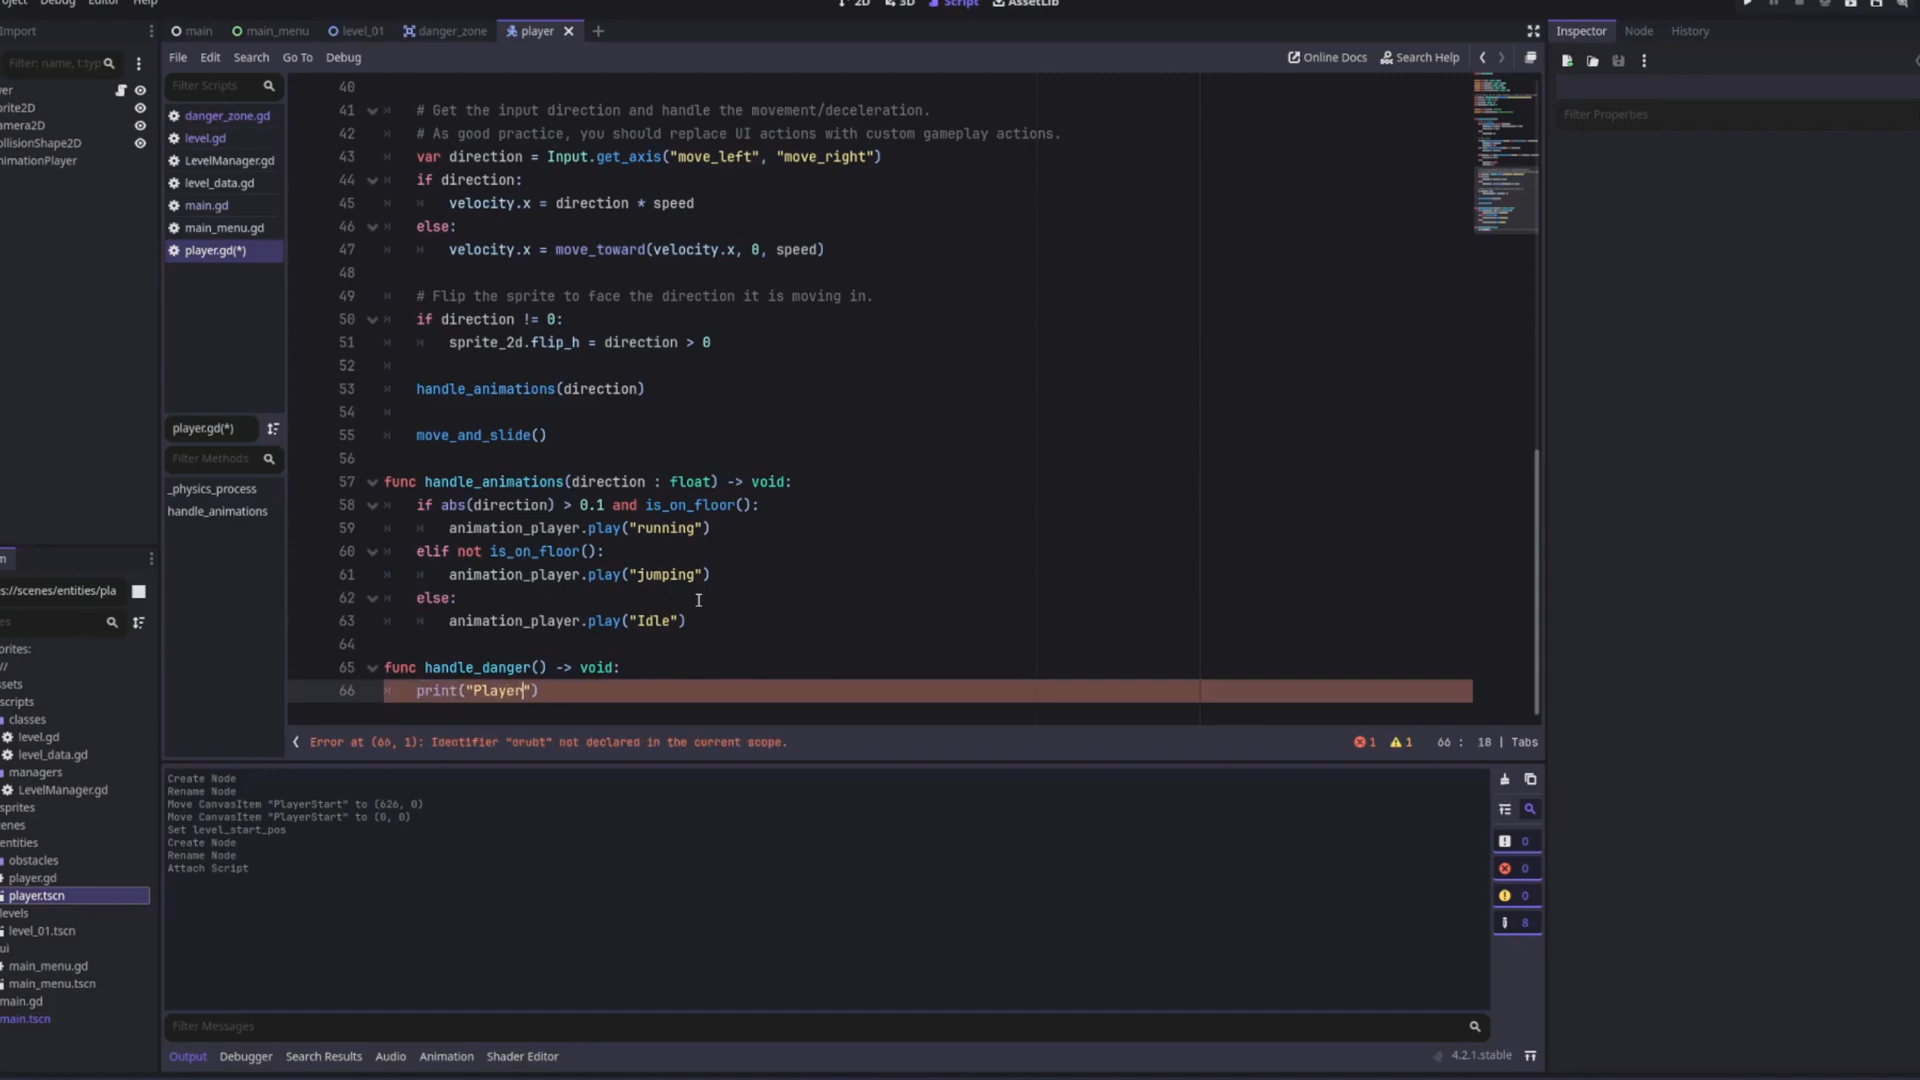 Debug Editor Help
2D 3D Script AssetLib
Import
main main_menu level_01 danger_zone player
Inspector Node History
Filter: name, t:typ
File Edit Search Go To Debug
Online Docs Search Help
Filter Scripts
danger_zone.gd
level.gd
LevelManager.gd
level_data.gd
main.gd
main_menu.gd
player.gd(*)
player.gd(*)
Filter Methods
_physics_process
handle_animations
Filter Properties
40
41 # Get the input direction and handle the movement/deceleration.
42 # As good practice, you should replace UI actions with custom gameplay actions.
43 var direction = Input.get_axis("move_left", "move_right")
44 if direction:
45 velocity.x = direction * speed
46 else:
47 velocity.x = move_toward(velocity.x, 0, speed)
48
49 # Flip the sprite to face the direction it is moving in.
50 if direction != 0:
51 sprite_2d.flip_h = direction > 0
52
53 handle_animations(direction)
54
55 move_and_slide()
56
57 func handle_animations(direction : float) -> void:
58 if abs(direction) > 0.1 and is_on_floor():
59 animation_player.play("running")
60 elif not is_on_floor():
61 animation_player.play("jumping")
62 else:
63 animation_player.play("Idle")
64
65 func handle_danger() -> void:
66 print("Player")
Error at (66, 1): Identifier "orubt" not declared in the current scope.
1 1 66 : 18 | Tabs
yer
rite2D
amera2D
ollisionShape2D
nimationPlayer
s://scenes/entities/pla
orites:
//
sets
scripts
classes
level.gd
level_data.gd
managers
LevelManager.gd
sprites
enes
entities
obstacles
player.gd
player.tscn
levels
level_01.tscn
ui
main_menu.gd
main_menu.tscn
main.gd
main.tscn
Create Node
Rename Node
Move CanvasItem "PlayerStart" to (626, 0)
Move CanvasItem "PlayerStart" to (0, 0)
Set level_start_pos
Create Node
Rename Node
Attach Script
0
0
0
8
Filter Messages
Output Debugger Search Results Audio Animation Shader Editor
4.2.1.stable